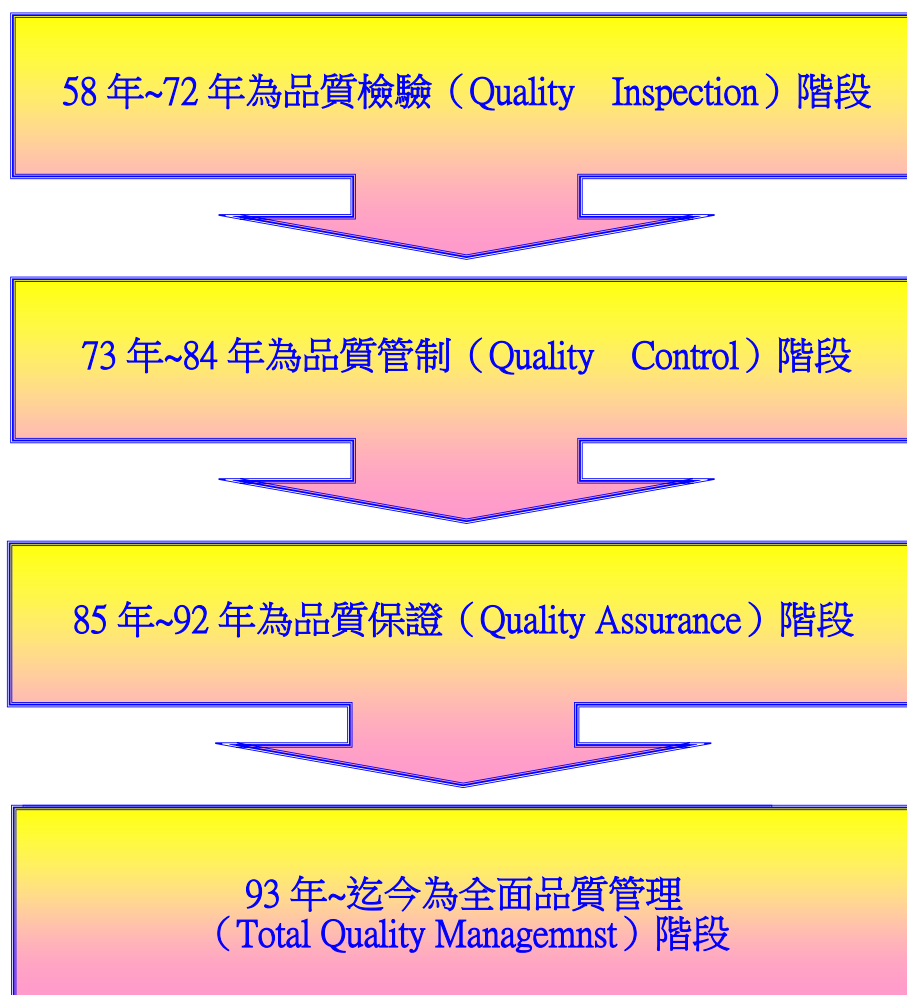 58 年~72 年為品質檢驗（Quality　Inspection）階段
73 年~84 年為品質管制（Quality　Control）階段
85 年~92 年為品質保證（Quality Assurance）階段
93 年~迄今為全面品質管理
（Total Quality Managemnst）階段